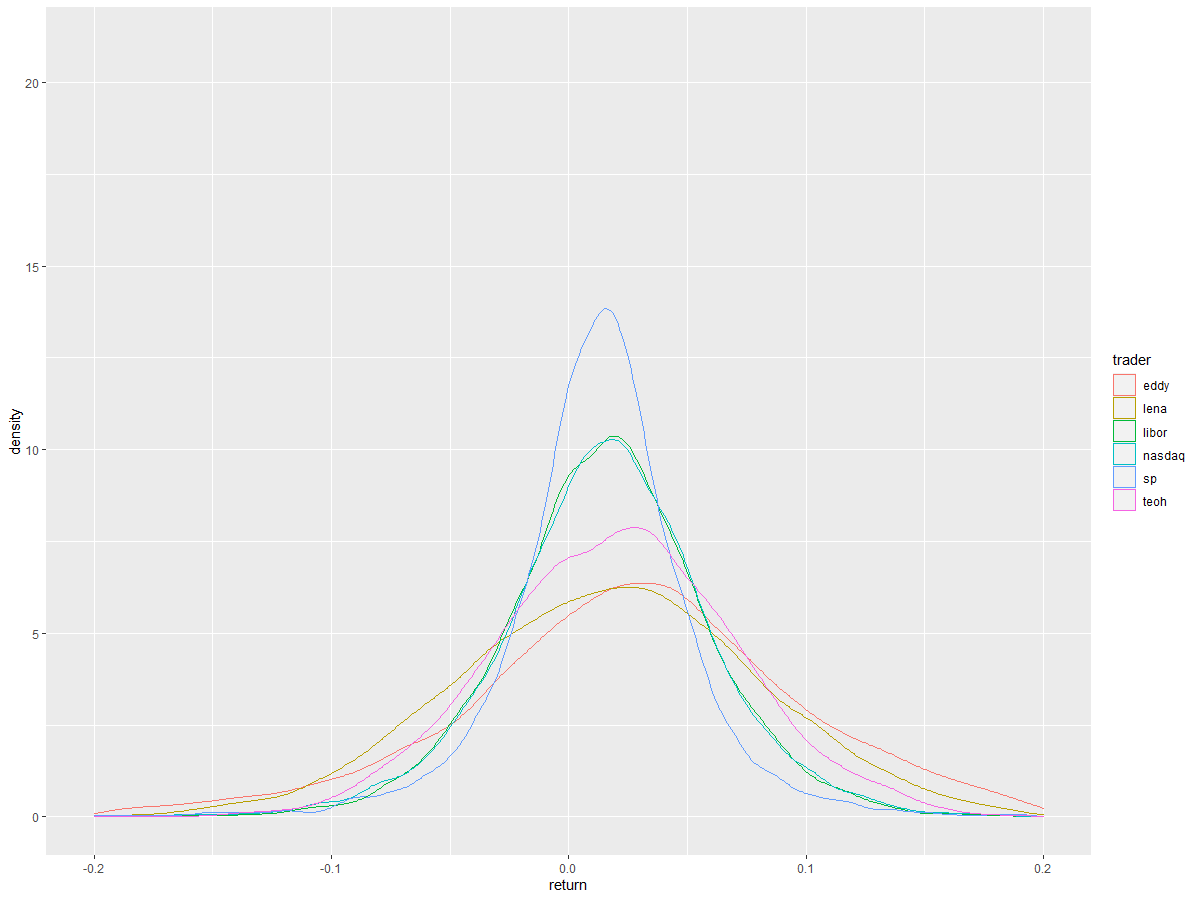 20
15
10
5
0
density
-0.2
-0.1
0.0
0.1
0.2
return
trader
eddy
lena
libor
nasdaq
sp
teoh